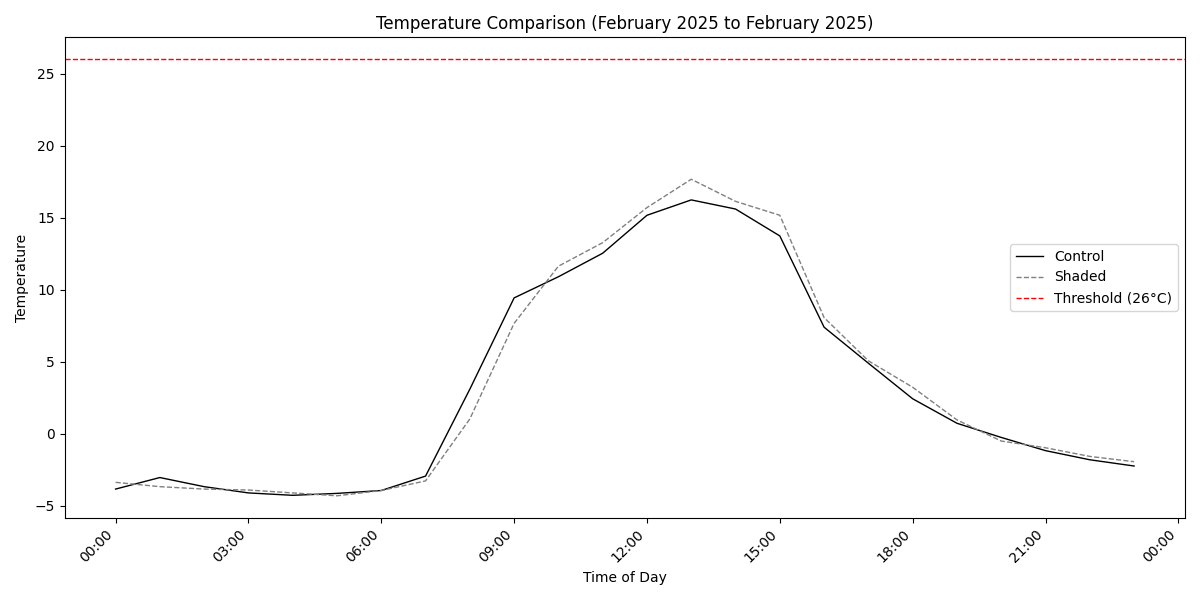 Temperature Comparison (February 2025 to February 2025)
Temperature
25
20
15
10
5
0
−5
Control
Shaded
Threshold (26°C)
00:00
03:00
06:00
09:00
12:00
15:00
18:00
21:00
00:00
Time of Day